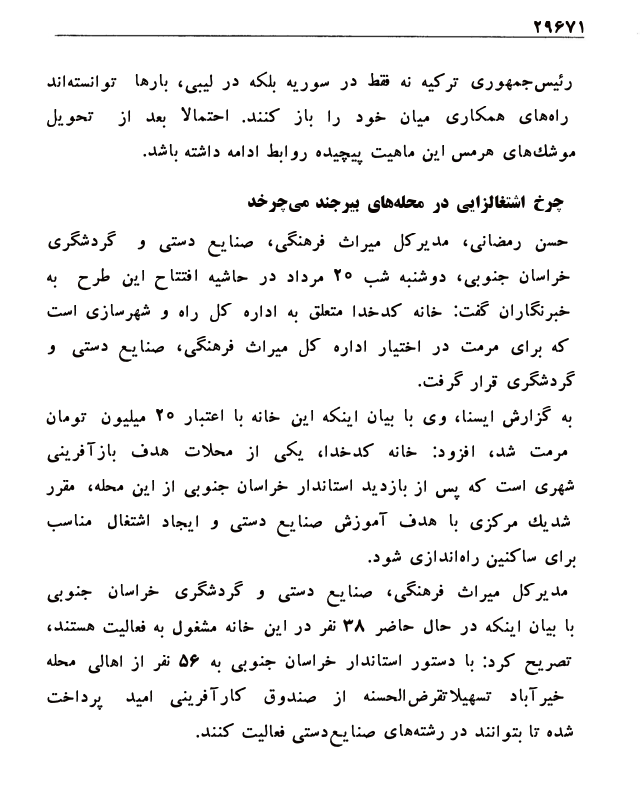 ۲۹۶۷۱
رئیس‌جمهوری ترکیه نه فقط در سوریه بلکه در لیبی، بارها توانسته‌اند
راه‌های همکاری میان خود را باز کنند. احتمالا بعد از تحویل
موشك‌های هرمس این ماهیت پیچیده روابط ادامه داشته باشد.
چرخ اشتغالزایی در محله‌های بیرجند می‌چرخد
حسن رمضانی، مدیرکل میراث فرهنگی، صنایع دستی و گردشگری
خراسان جنوبی، دوشنبه شب ۲۰ مرداد در حاشیه افتتاح این طرح به
خبرنگاران گفت: خانه کدخدا متعلق به اداره کل راه و شهرسازی است
که برای مرمت در اختیار اداره کل میراث فرهنگی، صنایع دستی و
گردشگری قرار گرفت.
به گزارش ایسنا، وی با بیان اینکه این خانه با اعتبار ۲۰ میلیون تومان
مرمت شد، افزود: خانه کدخدا، یکی از محلات هدف بازآفرینی
شهری است که پس از بازدید استاندار خراسان جنوبی از این محله، مقرر
شدیك مرکزی با هدف آموزش صنایع دستی و ایجاد اشتغال مناسب
برای ساکنین راه‌اندازی شود.
مدیرکل میراث فرهنگی، صنایع دستی و گردشگری خراسان جنوبی
با بیان اینکه در حال حاضر ۳۸ نفر در این خانه مشغول به فعالیت هستند،
تصریح کرد: با دستور استاندار خراسان جنوبی به ۵۶ نفر از اهالی محله
خیرآباد تسهیلاتقرض‌الحسنه از صندوق کارآفرینی امید پرداخت
شده تا بتوانند در رشته‌های صنایع‌دستی فعالیت کنند.